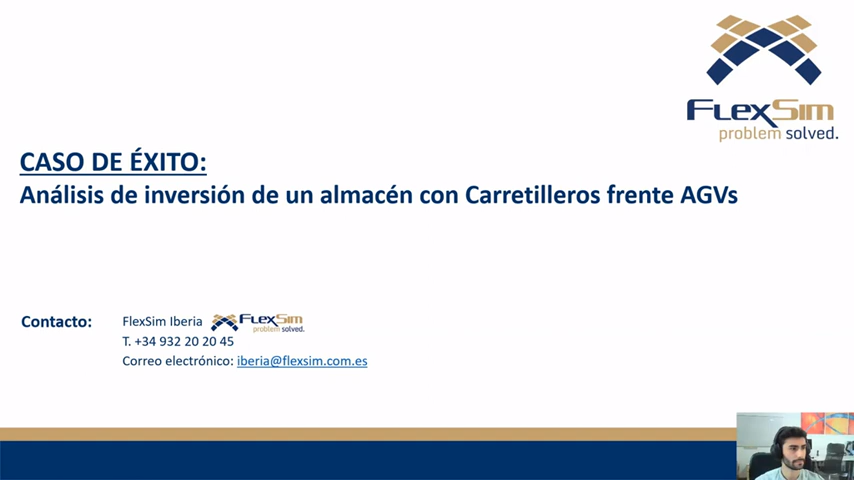 FLEXSIM
problem solved.
CASO DE ÉXITO:
Análisis de inversión de un almacén con Carretilleros frente AGVs
Contacto: FlexSim Iberia FLEXSIM
problem solved.
T. +34 932 20 20 45
Correo electrónico: iberia@flexsim.com.es